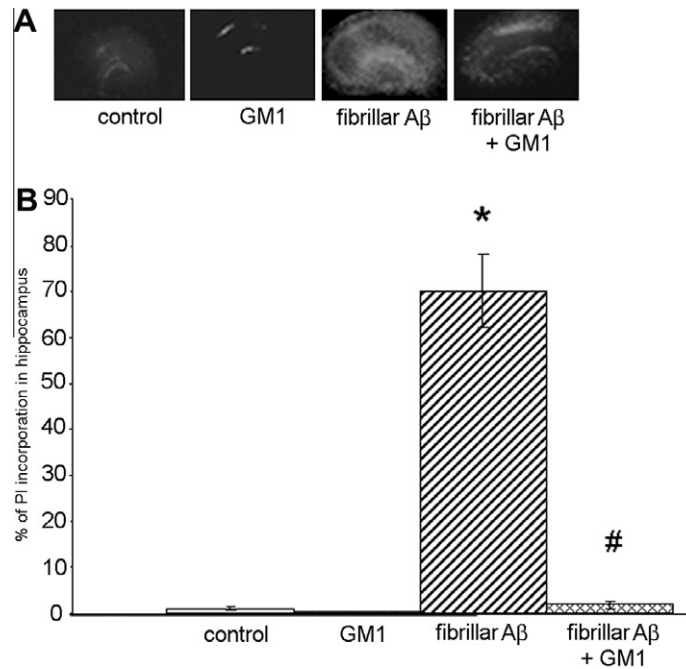 A
control GM1 fibrillar Aβ fibrillar Aβ
+ GM1
B
% of PI incorporation in hippocampus
90
80
70
60
50
40
30
20
10
0
*
#
control GM1 fibrillar Aβ fibrillar Aβ
+ GM1